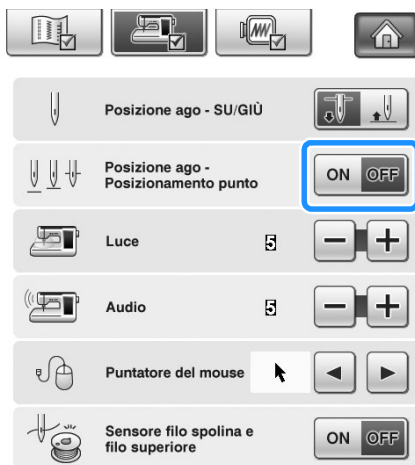 Posizione ago - SU/GIÙ
Posizione ago -
Posizionamento punto
ON OFF
Luce
5
Audio
5
Puntatore del mouse
Sensore filo spolina e
filo superiore
ON OFF